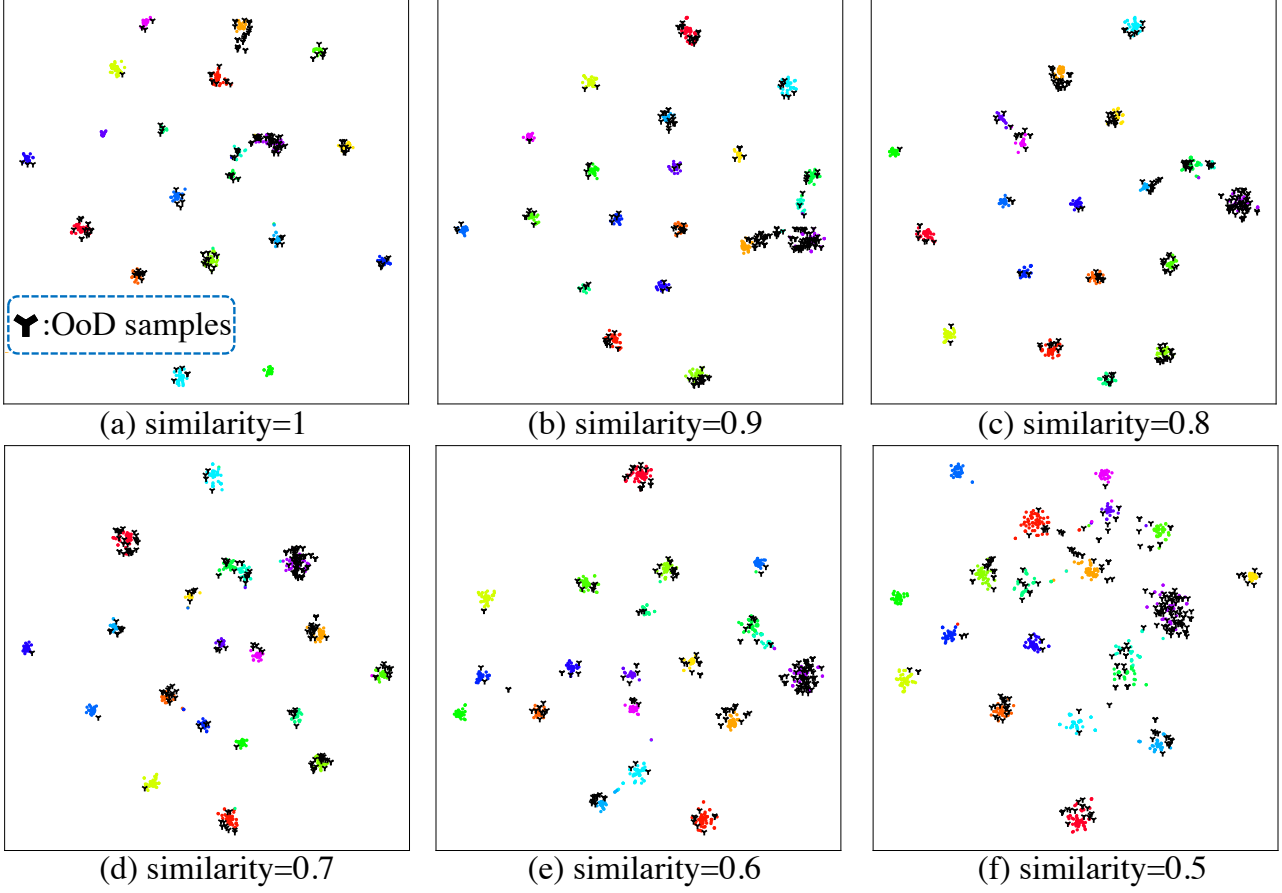 :OoD samples
(a) similarity=1
(b) similarity=0.9
(c) similarity=0.8
(d) similarity=0.7
(e) similarity=0.6
(f) similarity=0.5